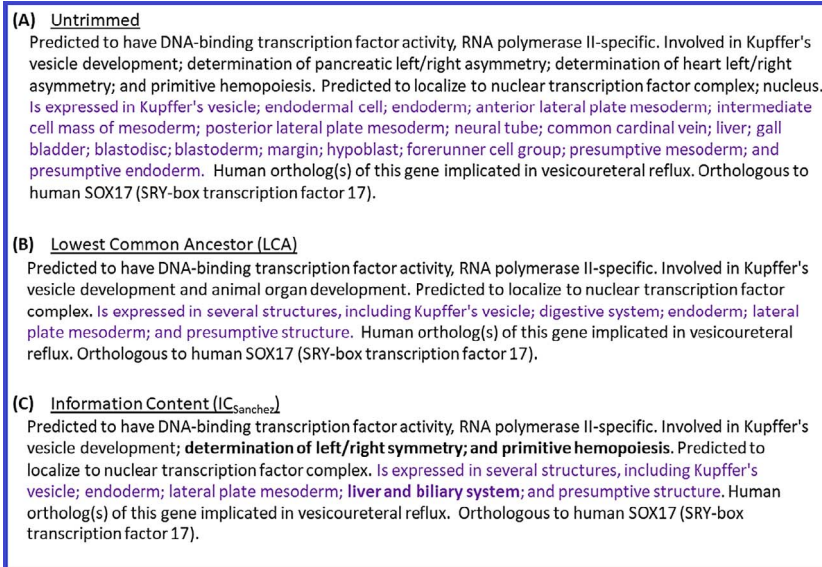 (A) Untrimmed
Predicted to have DNA-binding transcription factor activity, RNA polymerase II-specific. Involved in Kupffer's
vesicle development; determination of pancreatic left/right asymmetry; determination of heart left/right
asymmetry; and primitive hemopoiesis. Predicted to localize to nuclear transcription factor complex; nucleus.
Is expressed in Kupffer's vesicle; endodermal cell; endoderm; anterior lateral plate mesoderm; intermediate
cell mass of mesoderm; posterior lateral plate mesoderm; neural tube; common cardinal vein; liver; gall
bladder; blastodisc; blastoderm; margin; hypoblast; forerunner cell group; presumptive mesoderm; and
presumptive endoderm. Human ortholog(s) of this gene implicated in vesicoureteral reflux. Orthologous to
human SOX17 (SRY-box transcription factor 17).
(B) Lowest Common Ancestor (LCA)
Predicted to have DNA-binding transcription factor activity, RNA polymerase II-specific. Involved in Kupffer's
vesicle development and animal organ development. Predicted to localize to nuclear transcription factor
complex. Is expressed in several structures, including Kupffer's vesicle; digestive system; endoderm; lateral
plate mesoderm; and presumptive structure. Human ortholog(s) of this gene implicated in vesicoureteral
reflux. Orthologous to human SOX17 (SRY-box transcription factor 17).
(C) Information Content (ICSanchez)
Predicted to have DNA-binding transcription factor activity, RNA polymerase II-specific. Involved in Kupffer's
vesicle development; determination of left/right symmetry; and primitive hemopoiesis. Predicted to
localize to nuclear transcription factor complex. Is expressed in several structures, including Kupffer's
vesicle; endoderm; lateral plate mesoderm; liver and biliary system; and presumptive structure. Human
ortholog(s) of this gene implicated in vesicoureteral reflux. Orthologous to human SOX17 (SRY-box
transcription factor 17).